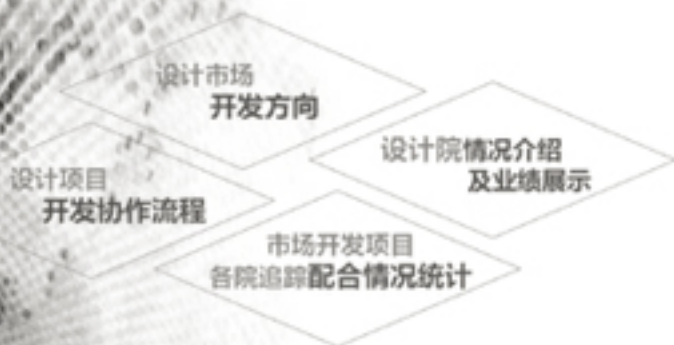 设计市场
开发方向
设计院情况介绍
及业绩展示
设计项目
开发协作流程
市场开发项目
各院追踪配合情况统计